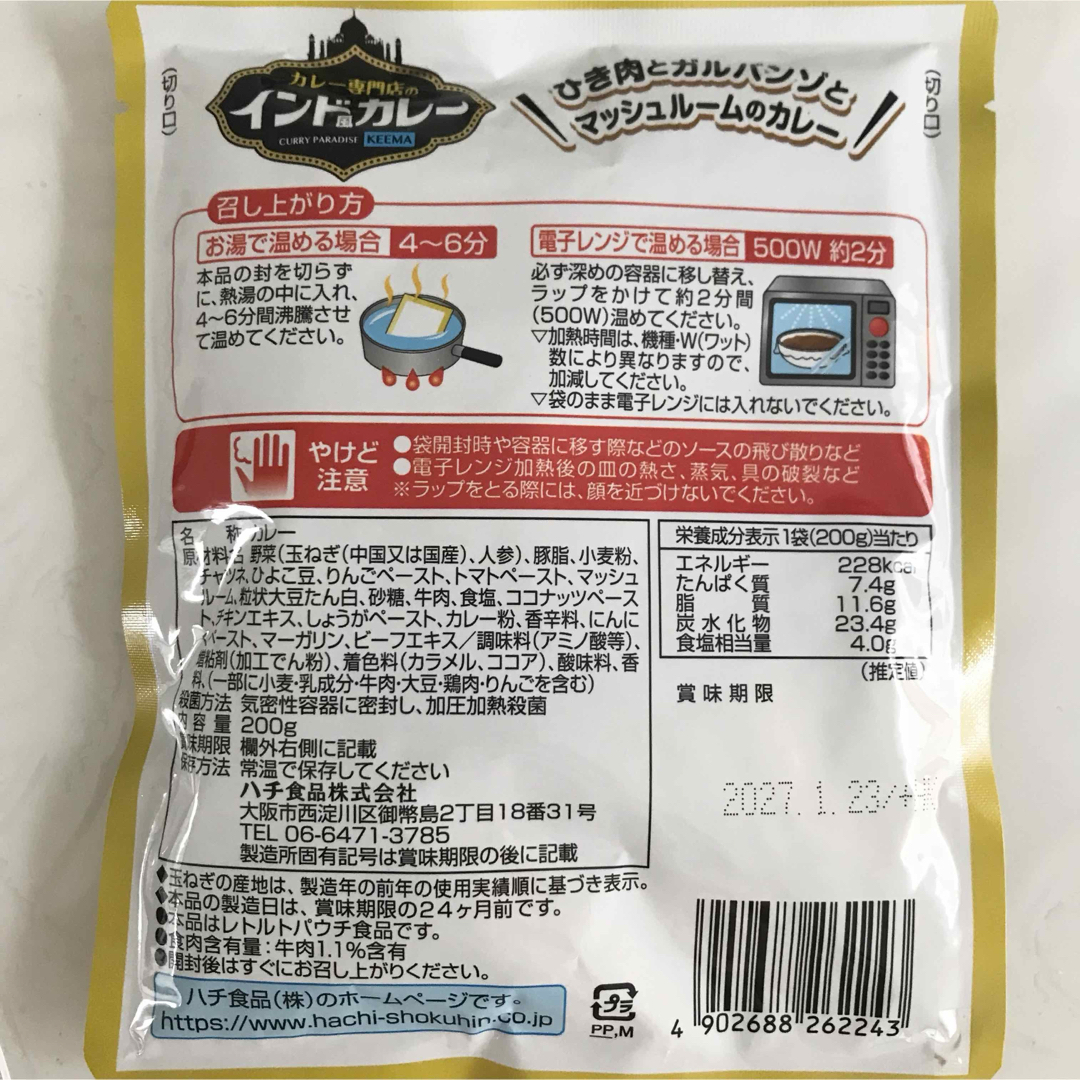 (切り口)
カレー専門店の
インド風カレー
CURRY PARADISE KEEMA
ひき肉とガルバンゾと
マッシュルームのカレー
(切り口)
召し上がり方
お湯で温める場合 4〜6分
本品の封を切らず
に、熱湯の中に入れ、
4〜6分間沸騰させ
て温めてください。
電子レンジで温める場合 500W 約2分
必ず深めの容器に移し替え、
ラップをかけて約2分間
(500W)温めてください。
▽加熱時間は、機種・W(ワット)
数により異なりますので、
加減してください。
▽袋のまま電子レンジには入れないでください。
やけど
注意
●袋開封時や容器に移す際などのソースの飛び散りなど
●電子レンジ加熱後の皿の熱さ、蒸気、具の破裂など
※ラップをとる際には、顔を近づけないでください。
名称 カレー
原材料名 野菜(玉ねぎ(中国又は国産)、人参)、豚脂、小麦粉、
チャツネ、ひよこ豆、りんごペースト、トマトペースト、マッシュ
ルーム、粒状大豆たん白、砂糖、牛肉、食塩、ココナッツペース
ト、チキンエキス、しょうがペースト、カレー粉、香辛料、にんに
くペースト、マーガリン、ビーフエキス/調味料(アミノ酸等)、
増粘剤(加工でん粉)、着色料(カラメル、ココア)、酸味料、香
料、(一部に小麦・乳成分・牛肉・大豆・鶏肉・りんごを含む)
殺菌方法 気密性容器に密封し、加圧加熱殺菌
内容量 200g
賞味期限 欄外右側に記載
保存方法 常温で保存してください
ハチ食品株式会社
大阪市西淀川区御幣島2丁目18番31号
TEL 06-6471-3785
製造所固有記号は賞味期限の後に記載
栄養成分表示1袋(200g)当たり
エネルギー 228kcal
たんぱく質 7.4g
脂質 11.6g
炭水化物 23.4g
食塩相当量 4.0g
(推定値)
賞味期限
2027.1.23/+
◆玉ねぎの産地は、製造年の前年の使用実績順に基づき表示。
◆本品の製造日は、賞味期限の24ヶ月前です。
●本品はレトルトパウチ食品です。
●食肉含有量:牛肉1.1%含有
●開封後はすぐにお召し上がりください。
ハチ食品(株)のホームページです。
https://www.hachi-shokuhin.co.jp
プラ
PP,M
4 902688 262243